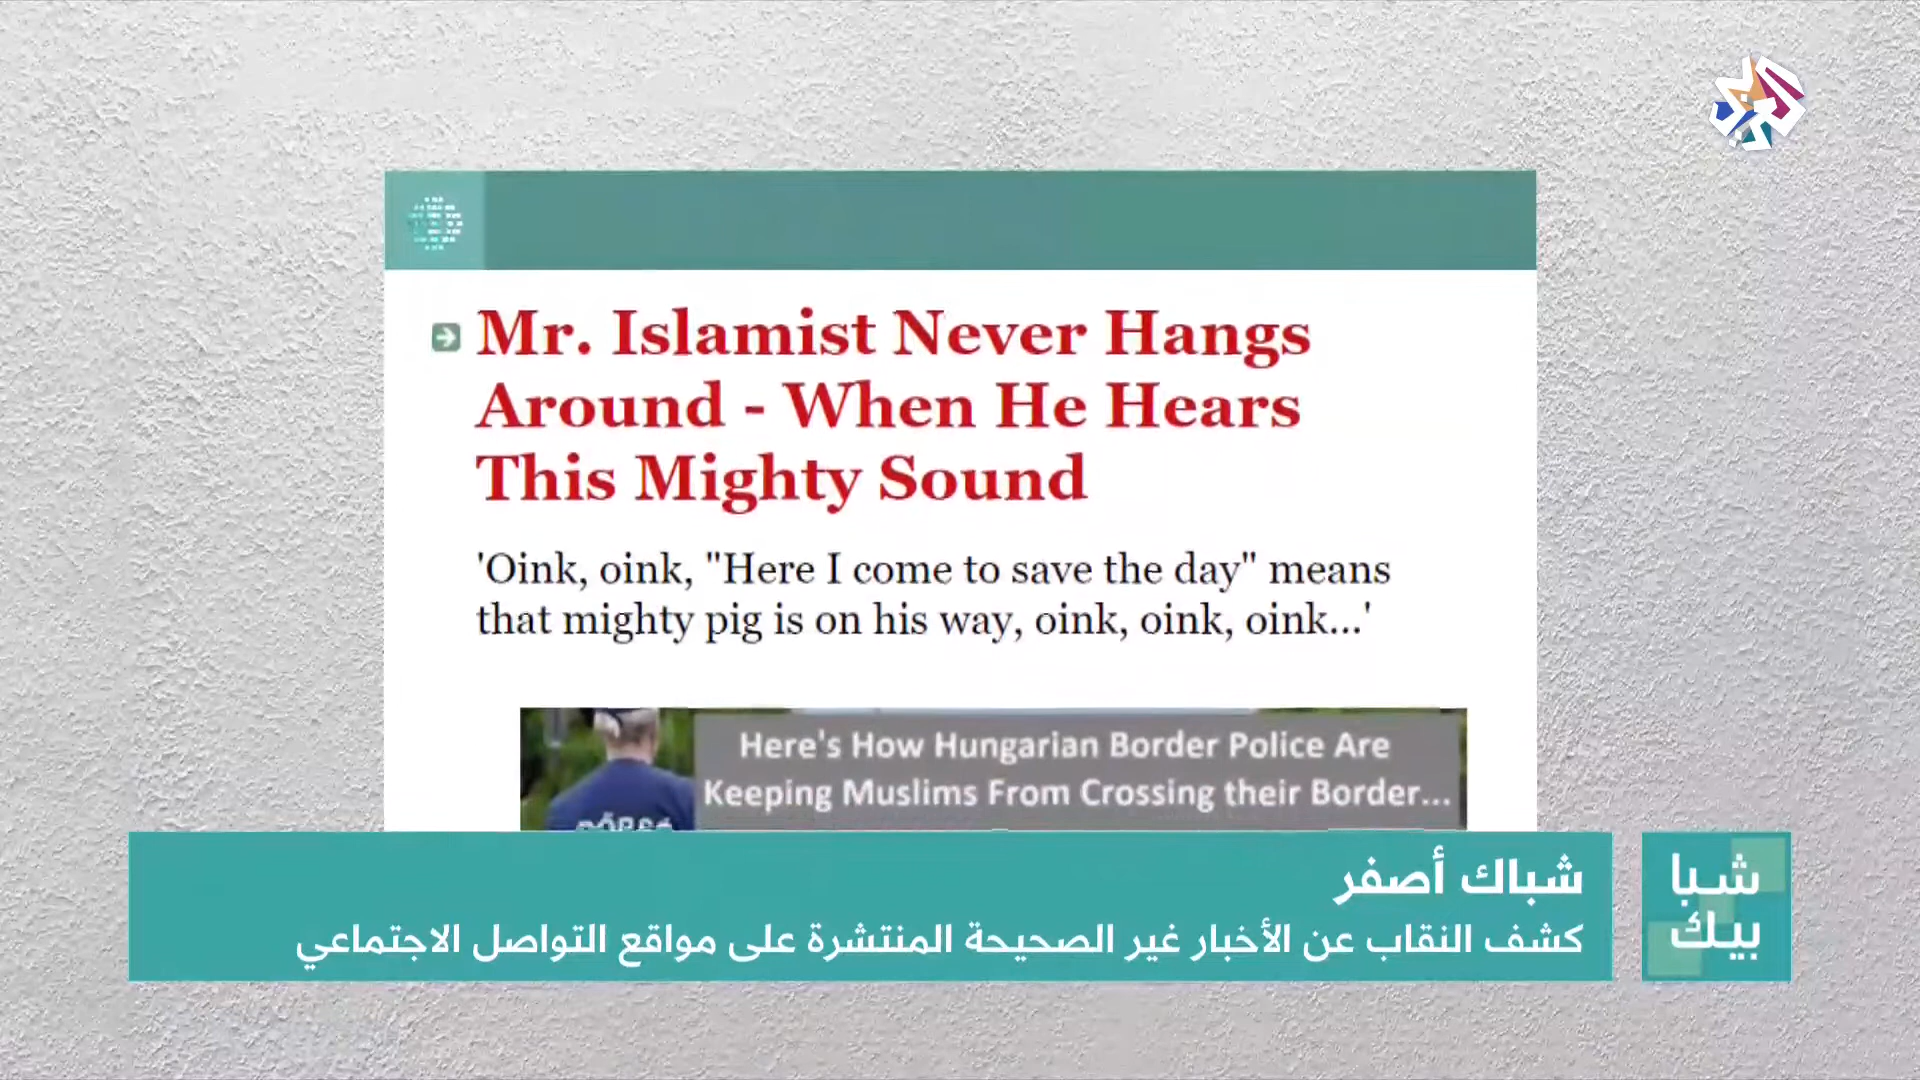 Mr. Islamist Never Hangs
Around - When He Hears
This Mighty Sound
'Oink, oink, "Here I come to save the day" means
that mighty pig is on his way, oink, oink, oink...'
Here's How Hungarian Border Police Are
Keeping Muslims From Crossing their Border...
شباك أصفر
كشف النقاب عن الأخبار غير الصحيحة المنتشرة على مواقع التواصل الاجتماعي
شبا
بيك